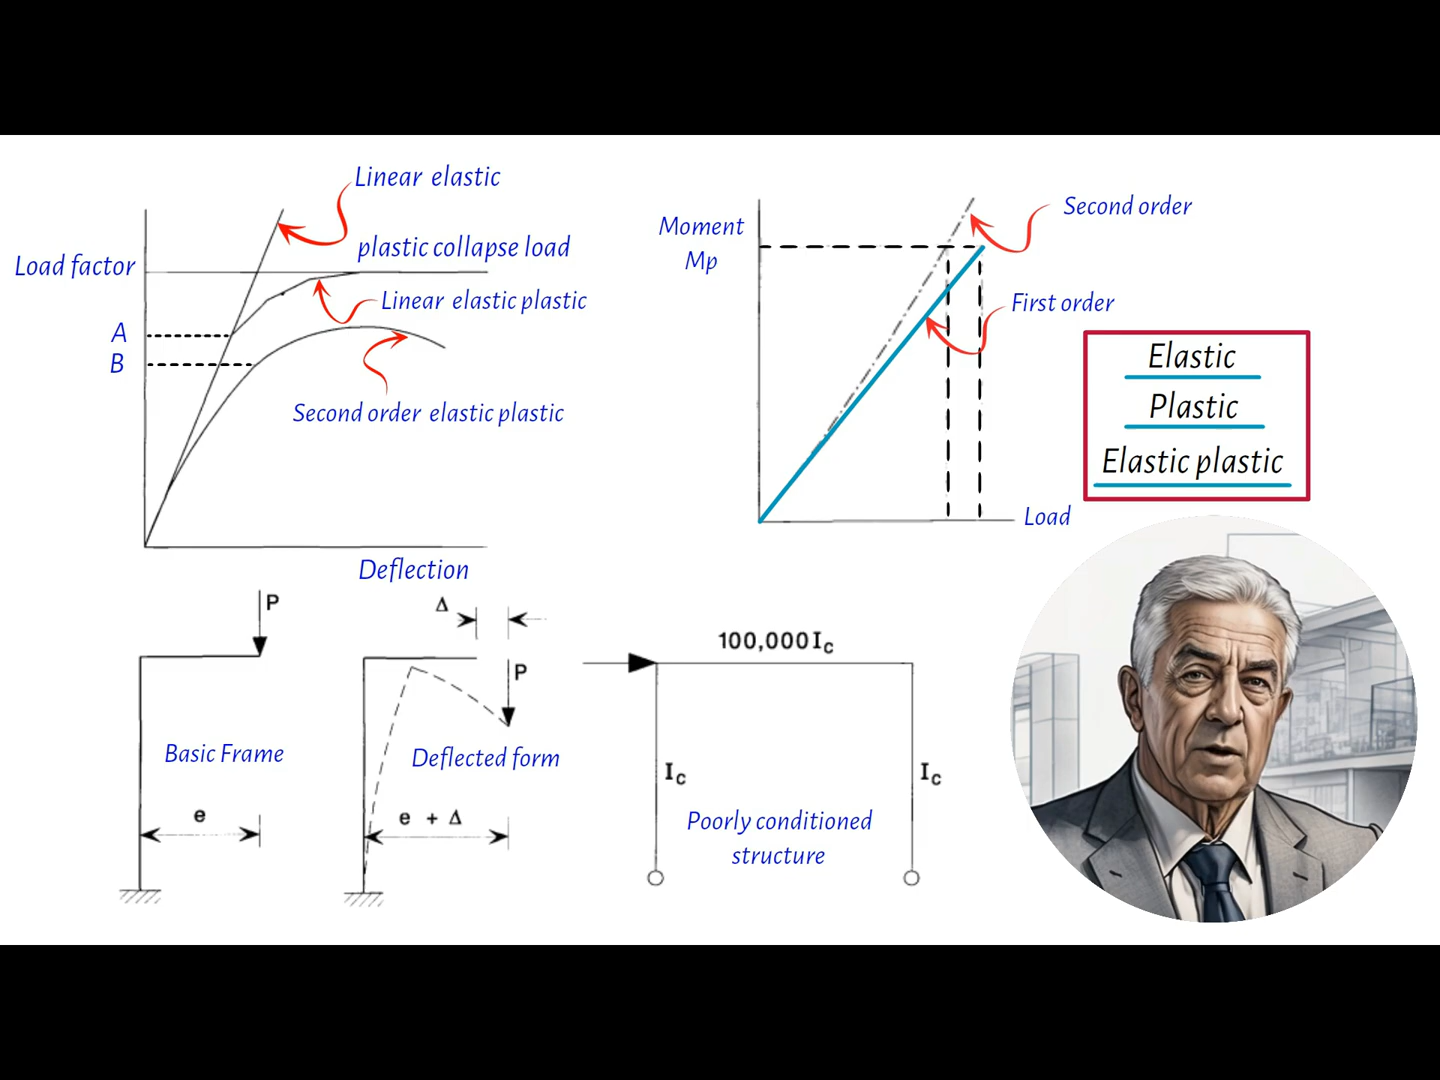 Linear elastic
plastic collapse load
Load factor
Linear elastic plastic
A
B
Second order elastic plastic
Deflection
Moment
Mp
Second order
First order
Load
Elastic
Plastic
Elastic plastic
P
Basic Frame
e
Δ
P
Deflected form
e + Δ
100,000Ic
Ic
Ic
Poorly conditioned
structure